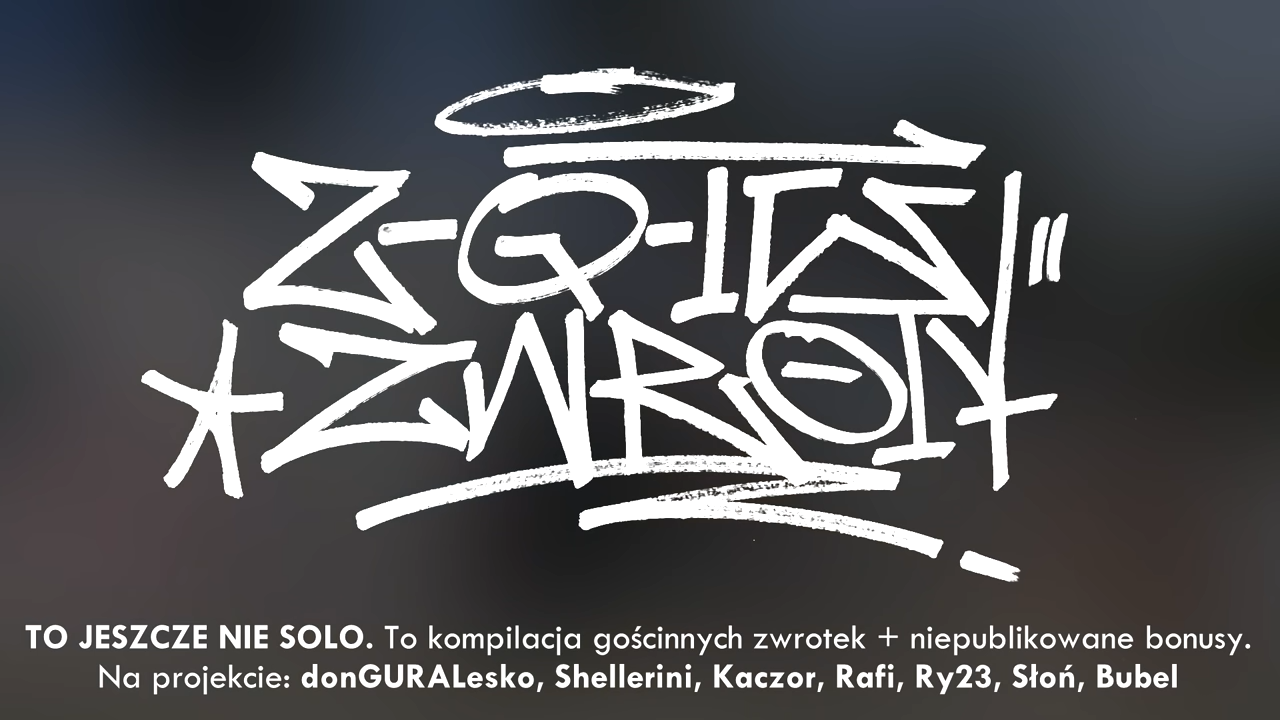 ZWROTY
TO JESZCZE NIE SOLO. To kompilacja gościnnych zwrotek + niepublikowane bonusy.
Na projekcie: donGURALesko, Shellerini, Kaczor, Rafi, Ry23, Słoń, Bubel